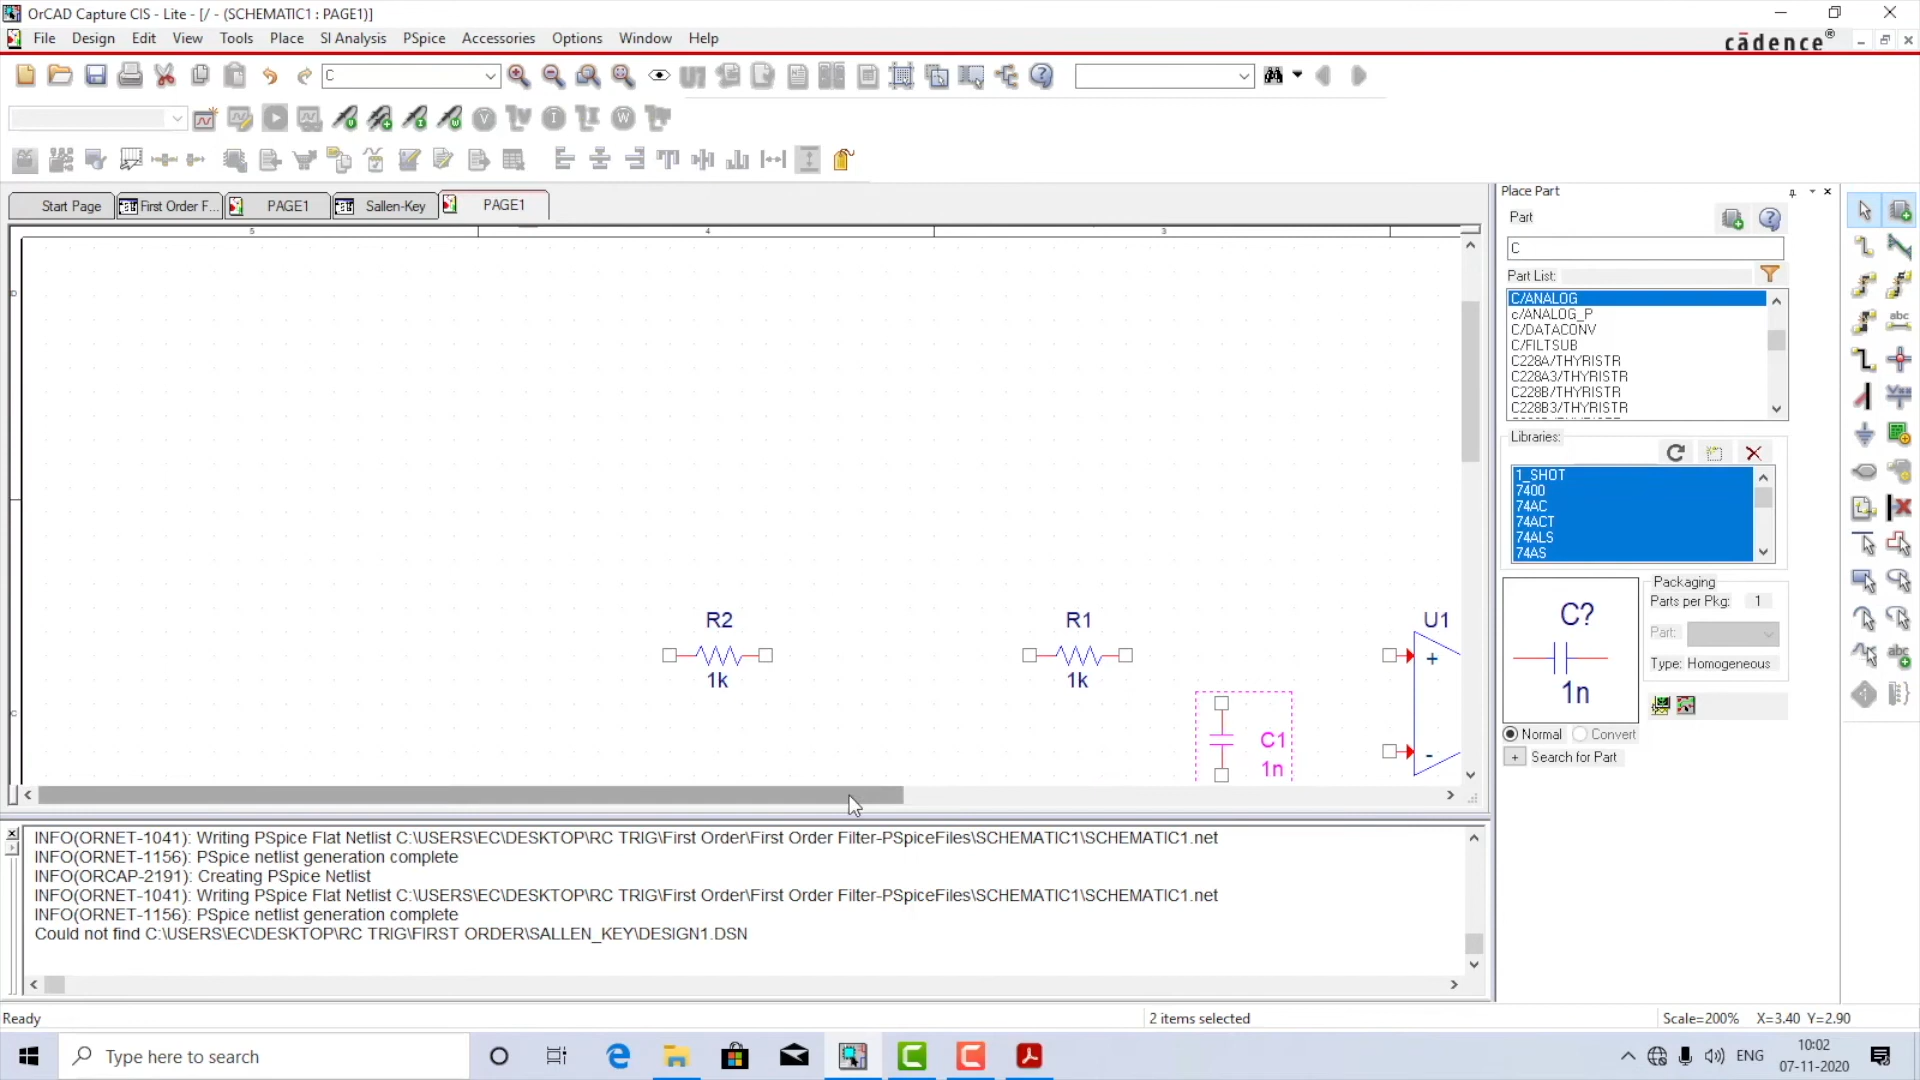 OrCAD Capture CIS - Lite - [/ - (SCHEMATIC1 : PAGE1)]
File Design Edit View Tools Place SI Analysis PSpice Accessories Options Window Help
cādence®
C
Start Page First Order F... PAGE1 Sallen-Key PAGE1
5 4 3
D
C
R2
1k
R1
1k
U1
+
-
C1
1n
Place Part
Part
C
Part List:
C/ANALOG
c/ANALOG_P
C/DATACONV
C/FILTSUB
C228A/THYRISTR
C228A3/THYRISTR
C228B/THYRISTR
C228B3/THYRISTR
Libraries:
1_SHOT
7400
74AC
74ACT
74ALS
74AS
C?
1n
Packaging
Parts per Pkg: 1
Part:
Type: Homogeneous
Normal Convert
+ Search for Part
INFO(ORNET-1041): Writing PSpice Flat Netlist C:\USERS\EC\DESKTOP\RC TRIG\First Order\First Order Filter-PSpiceFiles\SCHEMATIC1\SCHEMATIC1.net
INFO(ORNET-1156): PSpice netlist generation complete
INFO(ORCAP-2191): Creating PSpice Netlist
INFO(ORNET-1041): Writing PSpice Flat Netlist C:\USERS\EC\DESKTOP\RC TRIG\First Order\First Order Filter-PSpiceFiles\SCHEMATIC1\SCHEMATIC1.net
INFO(ORNET-1156): PSpice netlist generation complete
Could not find C:\USERS\EC\DESKTOP\RC TRIG\FIRST ORDER\SALLEN_KEY\DESIGN1.DSN
Ready
2 items selected
Scale=200% X=3.40 Y=2.90
Type here to search
ENG
10:02
07-11-2020